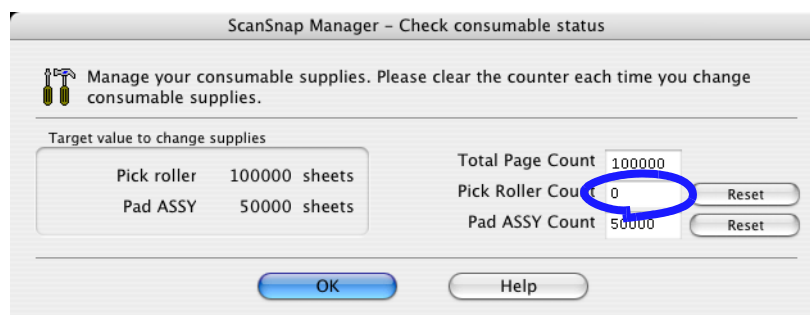 ScanSnap Manager – Check consumable status
Manage your consumable supplies. Please clear the counter each time you change
consumable supplies.
Target value to change supplies
Pick roller 100000 sheets
Pad ASSY 50000 sheets
Total Page Count 100000
Pick Roller Count 0 Reset
Pad ASSY Count 50000 Reset
OK Help